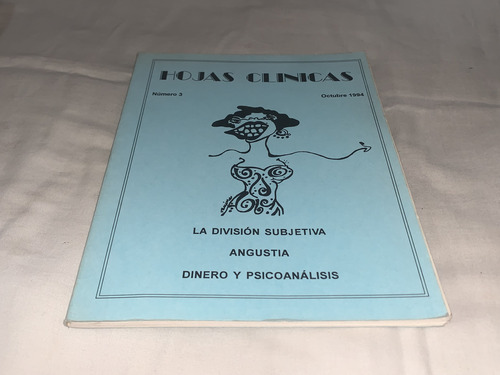 HOJAS CLINICAS
Número 3 Octubre 1994
LA DIVISIÓN SUBJETIVA
ANGUSTIA
DINERO Y PSICOANÁLISIS